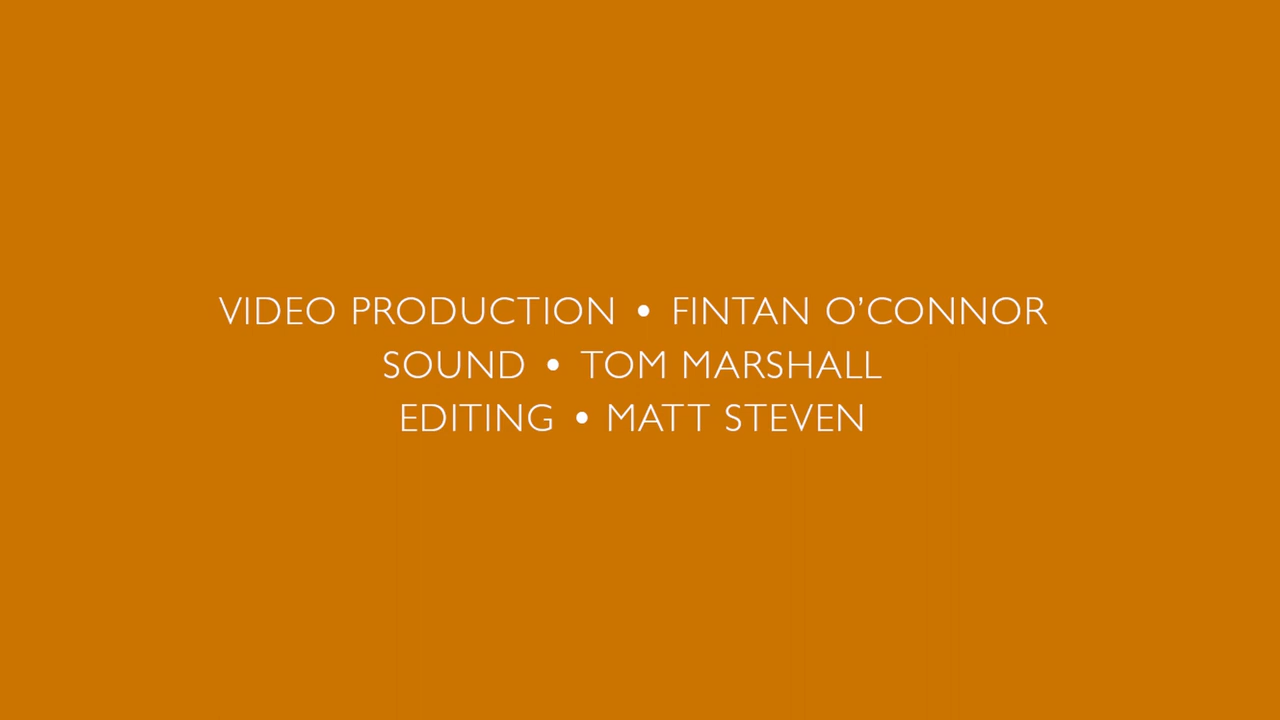 VIDEO PRODUCTION • FINTAN O’CONNOR
SOUND • TOM MARSHALL
EDITING • MATT STEVEN